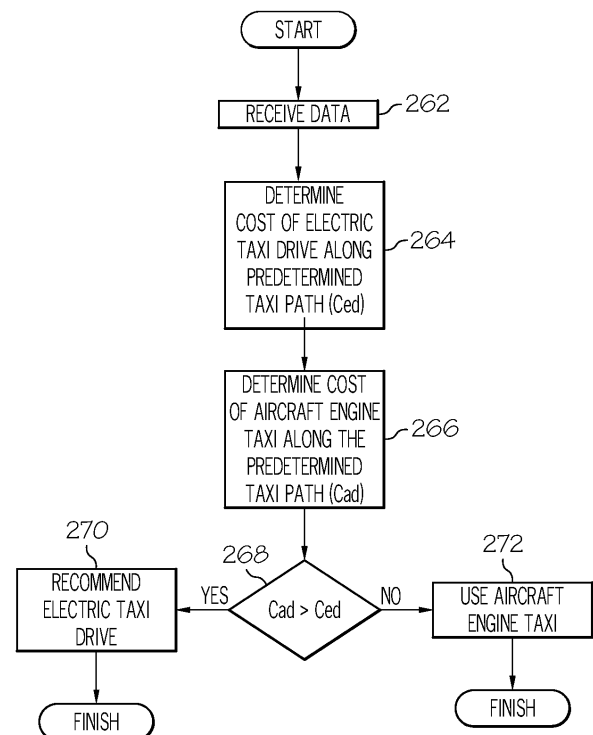 START
RECEIVE DATA
262
DETERMINE
COST OF ELECTRIC
TAXI DRIVE ALONG
PREDETERMINED
TAXI PATH (Ced)
264
DETERMINE COST
OF AIRCRAFT ENGINE
TAXI ALONG THE
PREDETERMINED
TAXI PATH (Cad)
266
268
Cad > Ced
YES
NO
270
RECOMMEND
ELECTRIC TAXI
DRIVE
FINISH
272
USE AIRCRAFT
ENGINE TAXI
FINISH